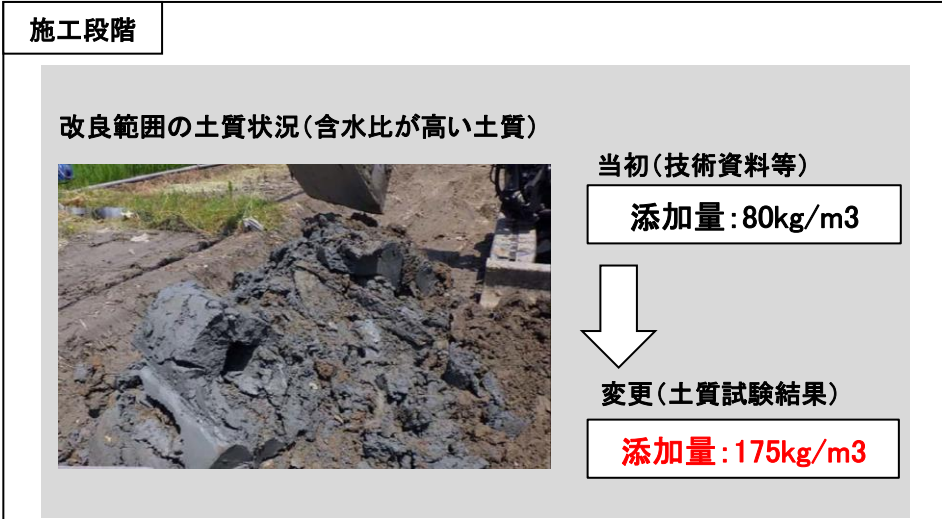 施工段階
改良範囲の土質状況(含水比が高い土質)
当初(技術資料等)
添加量:80kg/m3
変更(土質試験結果)
添加量:175kg/m3